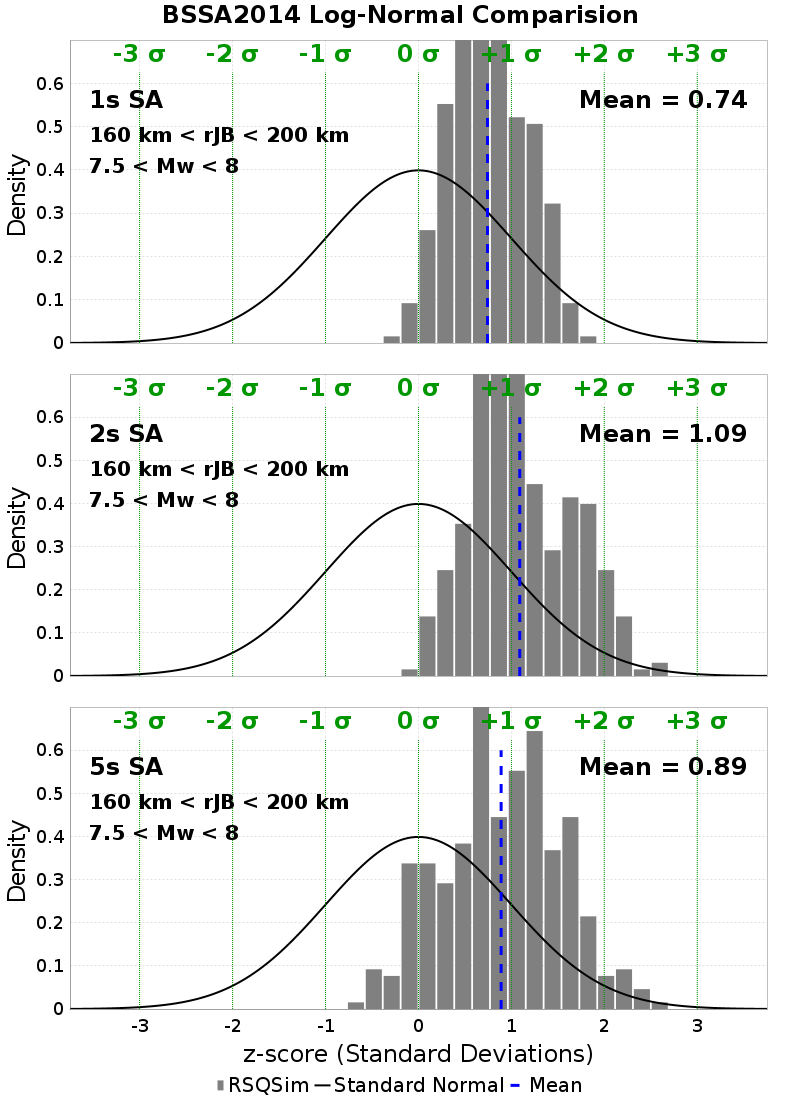 BSSA2014 Log-Normal Comparision
-3 σ -2 σ -1 σ 0 σ +1 σ +2 σ +3 σ
1s SA Mean = 0.74
160 km < rJB < 200 km
7.5 < Mw < 8
Density
0.6
0.5
0.4
0.3
0.2
0.1
0
-3 σ -2 σ -1 σ 0 σ +1 σ +2 σ +3 σ
2s SA Mean = 1.09
160 km < rJB < 200 km
7.5 < Mw < 8
Density
0.6
0.5
0.4
0.3
0.2
0.1
0
-3 σ -2 σ -1 σ 0 σ +1 σ +2 σ +3 σ
5s SA Mean = 0.89
160 km < rJB < 200 km
7.5 < Mw < 8
Density
0.6
0.5
0.4
0.3
0.2
0.1
0
-3 -2 -1 0 1 2 3
z-score (Standard Deviations)
RSQSim Standard Normal Mean